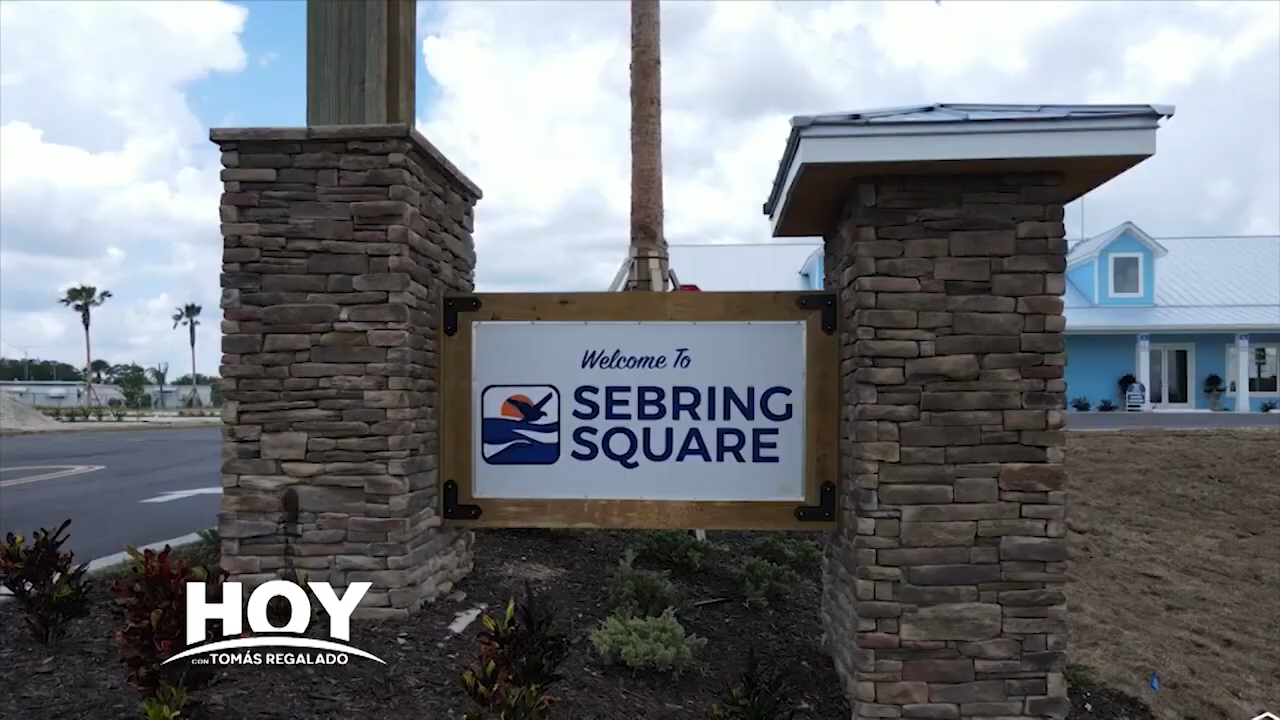 Welcome To
SEBRING
SQUARE
HOY
CON TOMÁS REGALADO